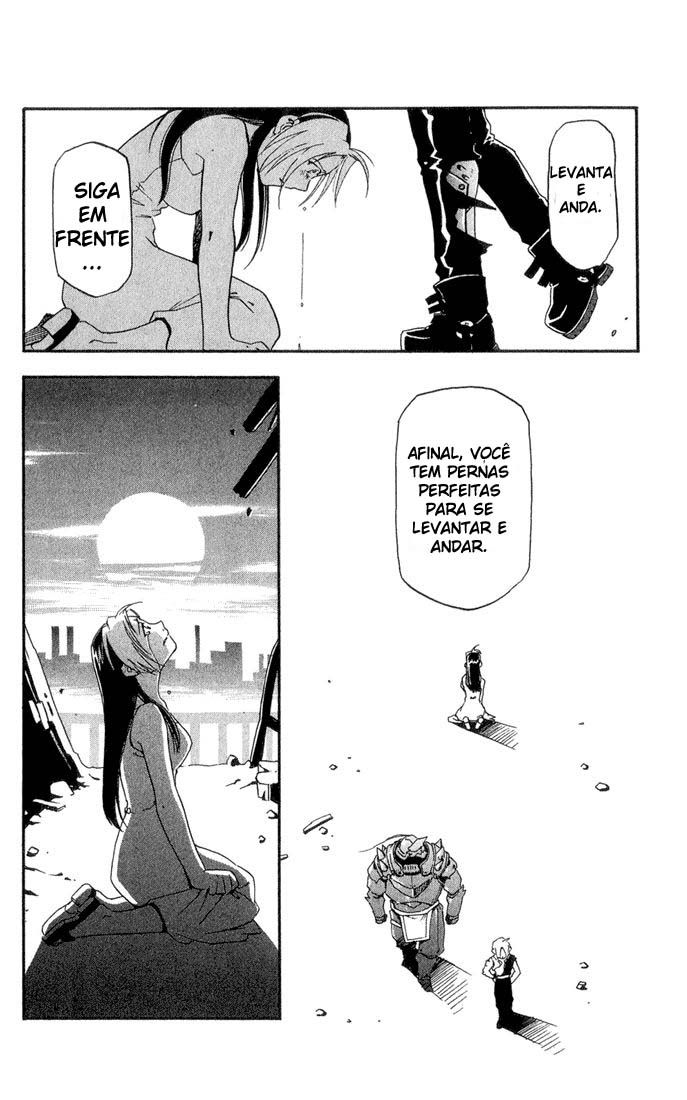 LEVANTA
E
ANDA.
SIGA
EM
FRENTE
...
AFINAL, VOCÊ
TEM PERNAS
PERFEITAS
PARA SE
LEVANTAR E
ANDAR.